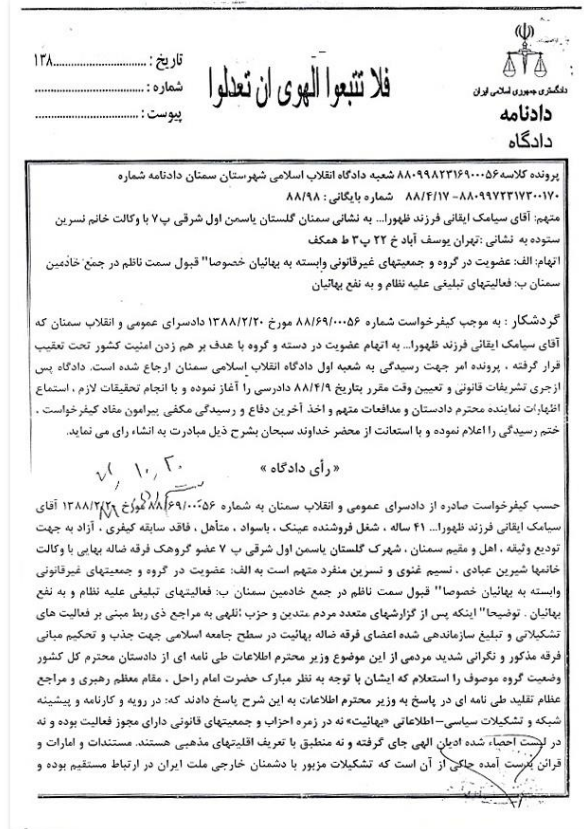 تاریخ :..............................۱۳۸
شماره :..............................
پیوست :..............................
فلا تتبعوا الهوی ان تعدلوا
دادگستری جمهوری اسلامی ایران
دادنامه
دادگاه
پرونده کلاسه ۸۸۰۹۹۸۲۳۱۶۹۰۰۰۵۶ شعبه دادگاه انقلاب اسلامی شهرستان سمنان دادنامه شماره
۸۸۰۹۹۷۲۳۱۷۳۰۰۱۷۰- ۸۸/۴/۱۷ شماره بایگانی : ۸۸/۹۸
متهم: آقای سیامک ایقانی فرزند ظهورا... به نشانی سمنان گلستان یاسمن اول شرقی پ۷ با وکالت خانم نسرین
ستوده به نشانی :تهران یوسف آباد خ ۲۲ پ۳ ط همکف
اتهام: الف: عضویت در گروه و جمعیتهای غیرقانونی وابسته به بهائیان خصوصا" قبول سمت ناظم در جمع خادمین
سمنان ب: فعالیتهای تبلیغی علیه نظام و به نفع بهائیان
گردشکار : به موجب کیفرخواست شماره ۸۸/۶۹/۰۰۰۵۶ مورخ ۱۳۸۸/۲/۲۰ دادسرای عمومی و انقلاب سمنان که
آقای سیامک ایقانی فرزند ظهورا... به اتهام عضویت در دسته و گروه با هدف بر هم زدن امنیت کشور تحت تعقیب
قرار گرفته ، پرونده امر جهت رسیدگی به شعبه اول دادگاه انقلاب اسلامی سمنان ارجاع شده است. دادگاه پس
ازجری تشریفات قانونی و تعیین وقت مقرر بتاریخ ۸۸/۴/۹ دادرسی را آغاز نموده و با انجام تحقیقات لازم ، استماع
اظهارات نماینده محترم دادستان و مدافعات متهم و اخذ آخرین دفاع و رسیدگی مکفی پیرامون مفاد کیفرخواست ،
ختم رسیدگی را اعلام نموده و با استعانت از محضر خداوند سبحان بشرح ذیل مبادرت به انشاء رای می نماید.
« رأی دادگاه »
حسب کیفرخواست صادره از دادسرای عمومی و انقلاب سمنان به شماره ۸۸/۶۹/۰۰۰۵۶ مورخ ۱۳۸۸/۲/۲۰ آقای
سیامک ایقانی فرزند ظهورا... ۴۱ ساله ، شغل فروشنده عینک ، باسواد ، متأهل ، فاقد سابقه کیفری ، آزاد به جهت
تودیع وثیقه ، اهل و مقیم سمنان ، شهرک گلستان یاسمن اول شرقی پ ۷ عضو گروهک فرقه ضاله بهایی با وکالت
خانمها شیرین عبادی ، نسیم غنوی و نسرین منفرد متهم است به الف: عضویت در گروه و جمعیتهای غیرقانونی
وابسته به بهائیان خصوصا" قبول سمت ناظم در جمع خادمین سمنان ب: فعالیتهای تبلیغی علیه نظام و به نفع
بهائیان . توضیحا" اینکه پس از گزارشهای متعدد مردم متدین و حزب اللهی به مراجع ذی ربط مبنی بر فعالیت های
تشکیلاتی و تبلیغ سازماندهی شده اعضای فرقه ضاله بهائیت در سطح جامعه اسلامی جهت جذب و تحکیم مبانی
فرقه مذکور و نگرانی شدید مردمی از این موضوع وزیر محترم اطلاعات طی نامه ای از دادستان محترم کل کشور
وضعیت گروه موصوف را استعلام که ایشان با توجه به نظر مبارک حضرت امام راحل ، مقام معظم رهبری و مراجع
عظام تقلید طی نامه ای در پاسخ به وزیر محترم اطلاعات به این شرح پاسخ دادند که: در رویه و کارنامه و پیشینه
شبکه و تشکیلات سیاسی– اطلاعاتی «بهائیت» نه در زمره احزاب و جمعیتهای قانونی دارای مجوز فعالیت بوده و نه
در لیست احصاء شده ادیان الهی جای گرفته و نه منطبق با تعریف اقلیتهای مذهبی هستند. مستندات و امارات و
قرائن بدست آمده حاکی از آن است که تشکیلات مزبور با دشمنان خارجی ملت ایران در ارتباط مستقیم بوده و